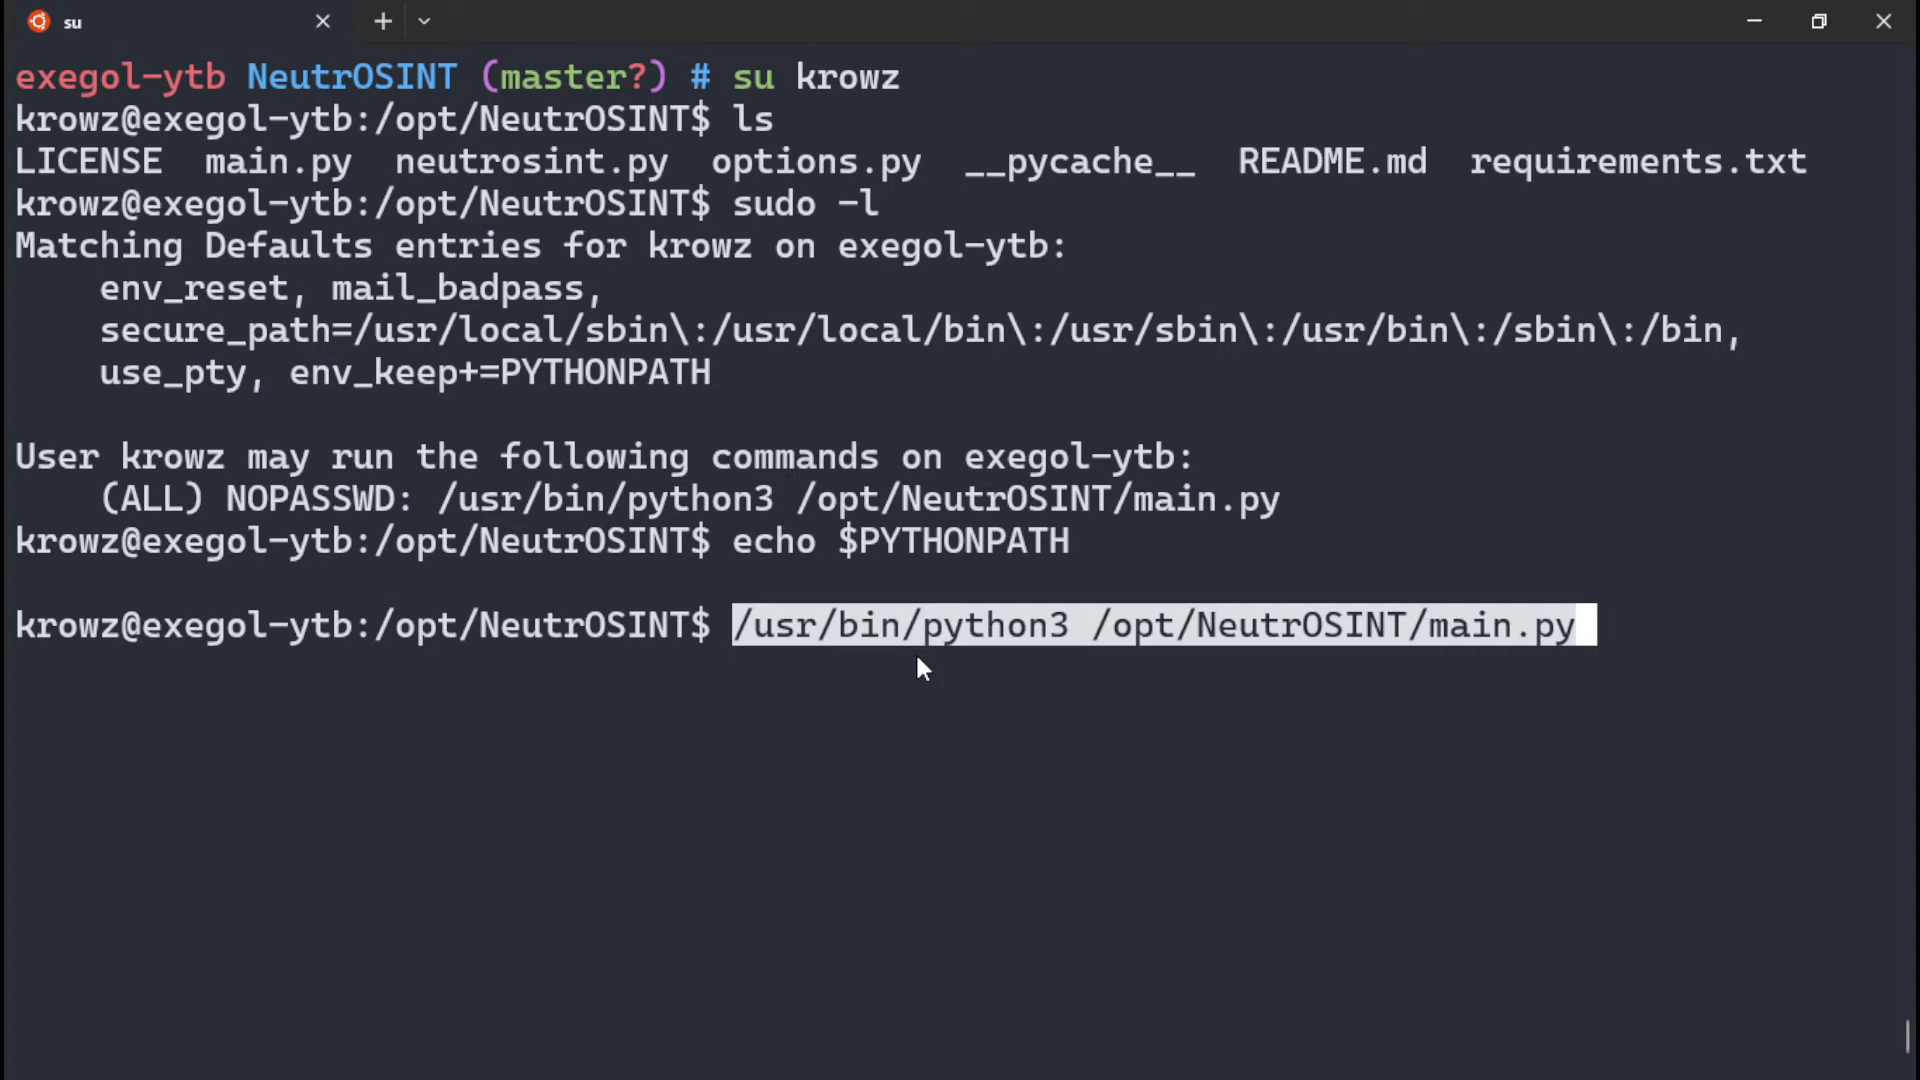 su
exegol-ytb NeutrOSINT (master?) # su krowz
krowz@exegol-ytb:/opt/NeutrOSINT$ ls
LICENSE  main.py  neutrosint.py  options.py  __pycache__  README.md  requirements.txt
krowz@exegol-ytb:/opt/NeutrOSINT$ sudo -l
Matching Defaults entries for krowz on exegol-ytb:
    env_reset, mail_badpass,
    secure_path=/usr/local/sbin\:/usr/local/bin\:/usr/sbin\:/usr/bin\:/sbin\:/bin,
    use_pty, env_keep+=PYTHONPATH
User krowz may run the following commands on exegol-ytb:
    (ALL) NOPASSWD: /usr/bin/python3 /opt/NeutrOSINT/main.py
krowz@exegol-ytb:/opt/NeutrOSINT$ echo $PYTHONPATH
krowz@exegol-ytb:/opt/NeutrOSINT$ /usr/bin/python3 /opt/NeutrOSINT/main.py